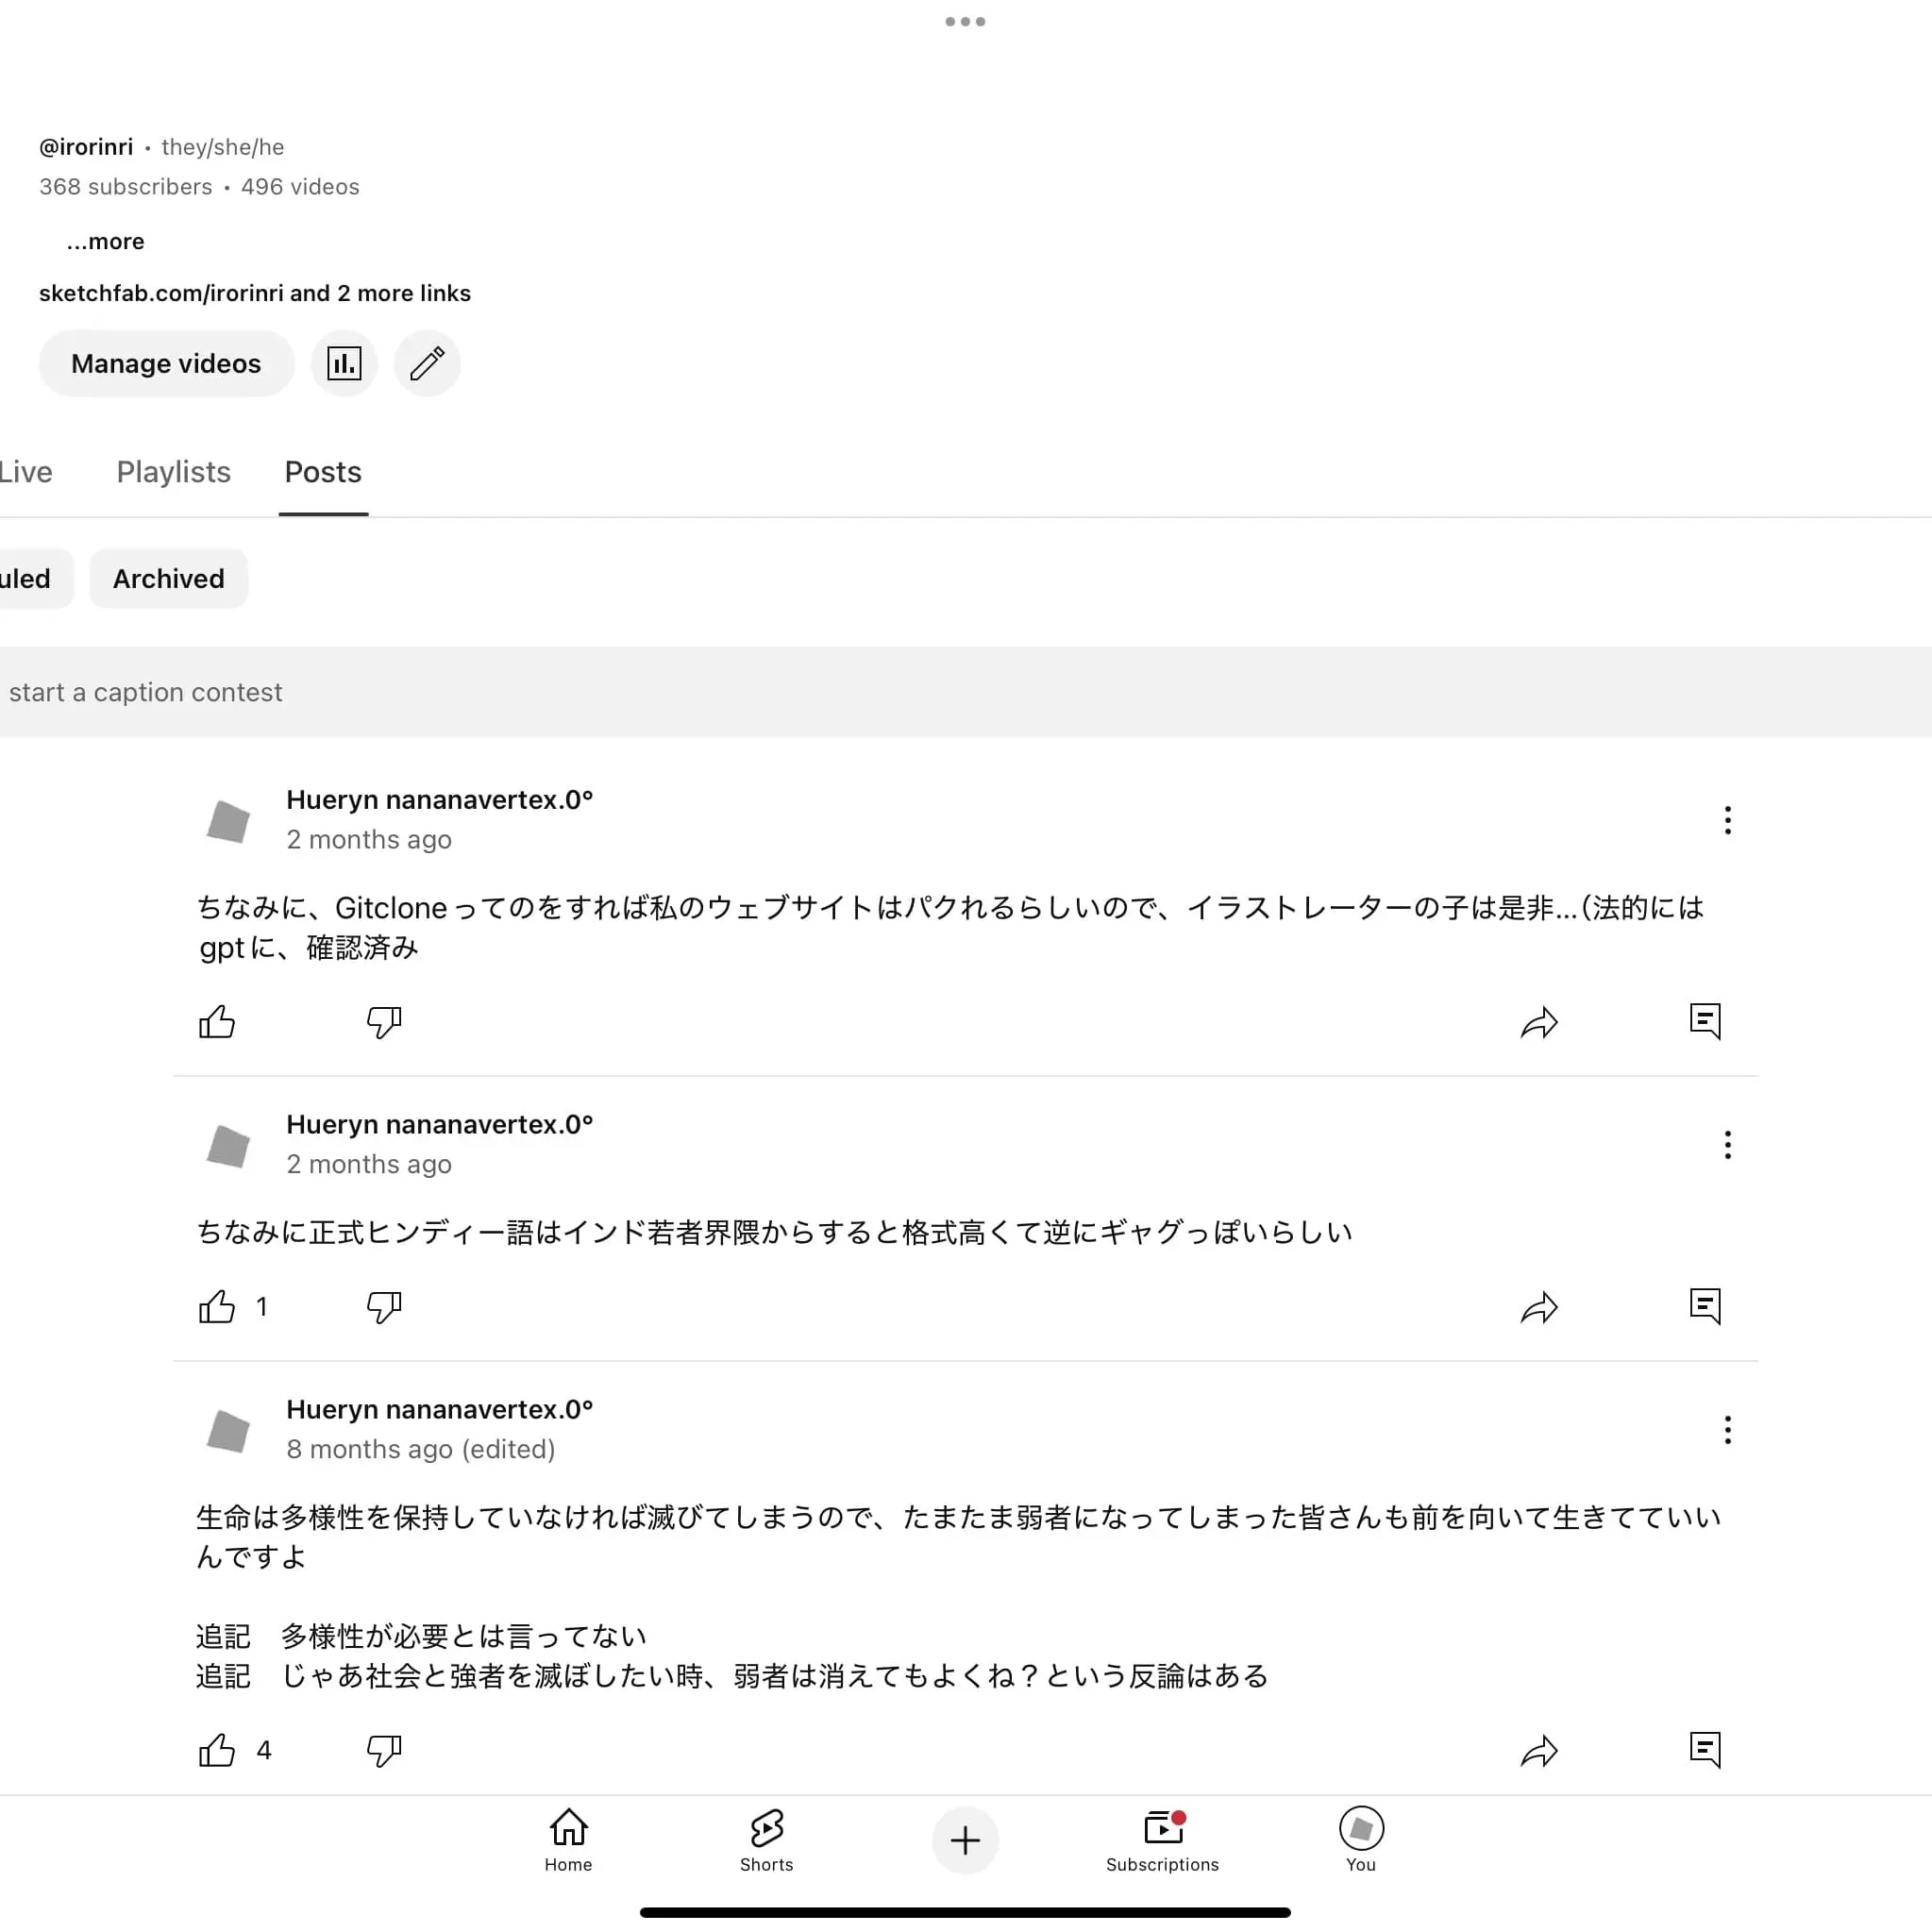 @irorinri • they/she/he
368 subscribers • 496 videos
...more
sketchfab.com/irorinri and 2 more links
Manage videos
Live Playlists Posts
uled Archived
start a caption contest
Hueryn nananavertex.0°
2 months ago
ちなみに、Gitcloneってのをすれば私のウェブサイトはパクれるらしいので、イラストレーターの子は是非...(法的には
gptに、確認済み
Hueryn nananavertex.0°
2 months ago
ちなみに正式ヒンディー語はインド若者界隈からすると格式高くて逆にギャグっぽいらしい
1
Hueryn nananavertex.0°
8 months ago (edited)
生命は多様性を保持していなければ滅びてしまうので、たまたま弱者になってしまった皆さんも前を向いて生きてていい
んですよ
追記　多様性が必要とは言ってない
追記　じゃあ社会と強者を滅ぼしたい時、弱者は消えてもよくね？という反論はある
4
Home Shorts Subscriptions You